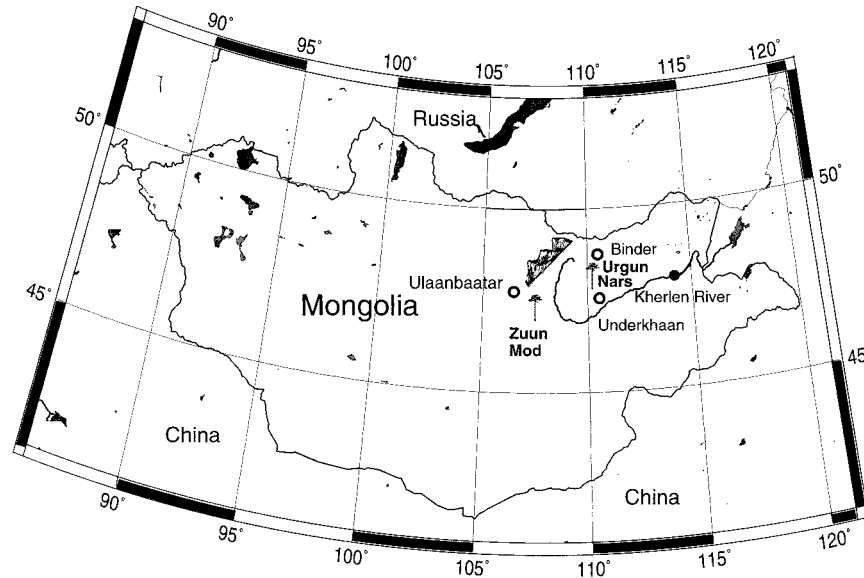 90°
95°
100°
105°
110°
115°
120°
50°
Russia
50°
Binder
Urgun
Nars
Ulaanbaatar
Mongolia
Kherlen River
45°
Underkhaan
Zuun
Mod
45°
China
China
90°
95°
100°
105°
110°
115°
120°